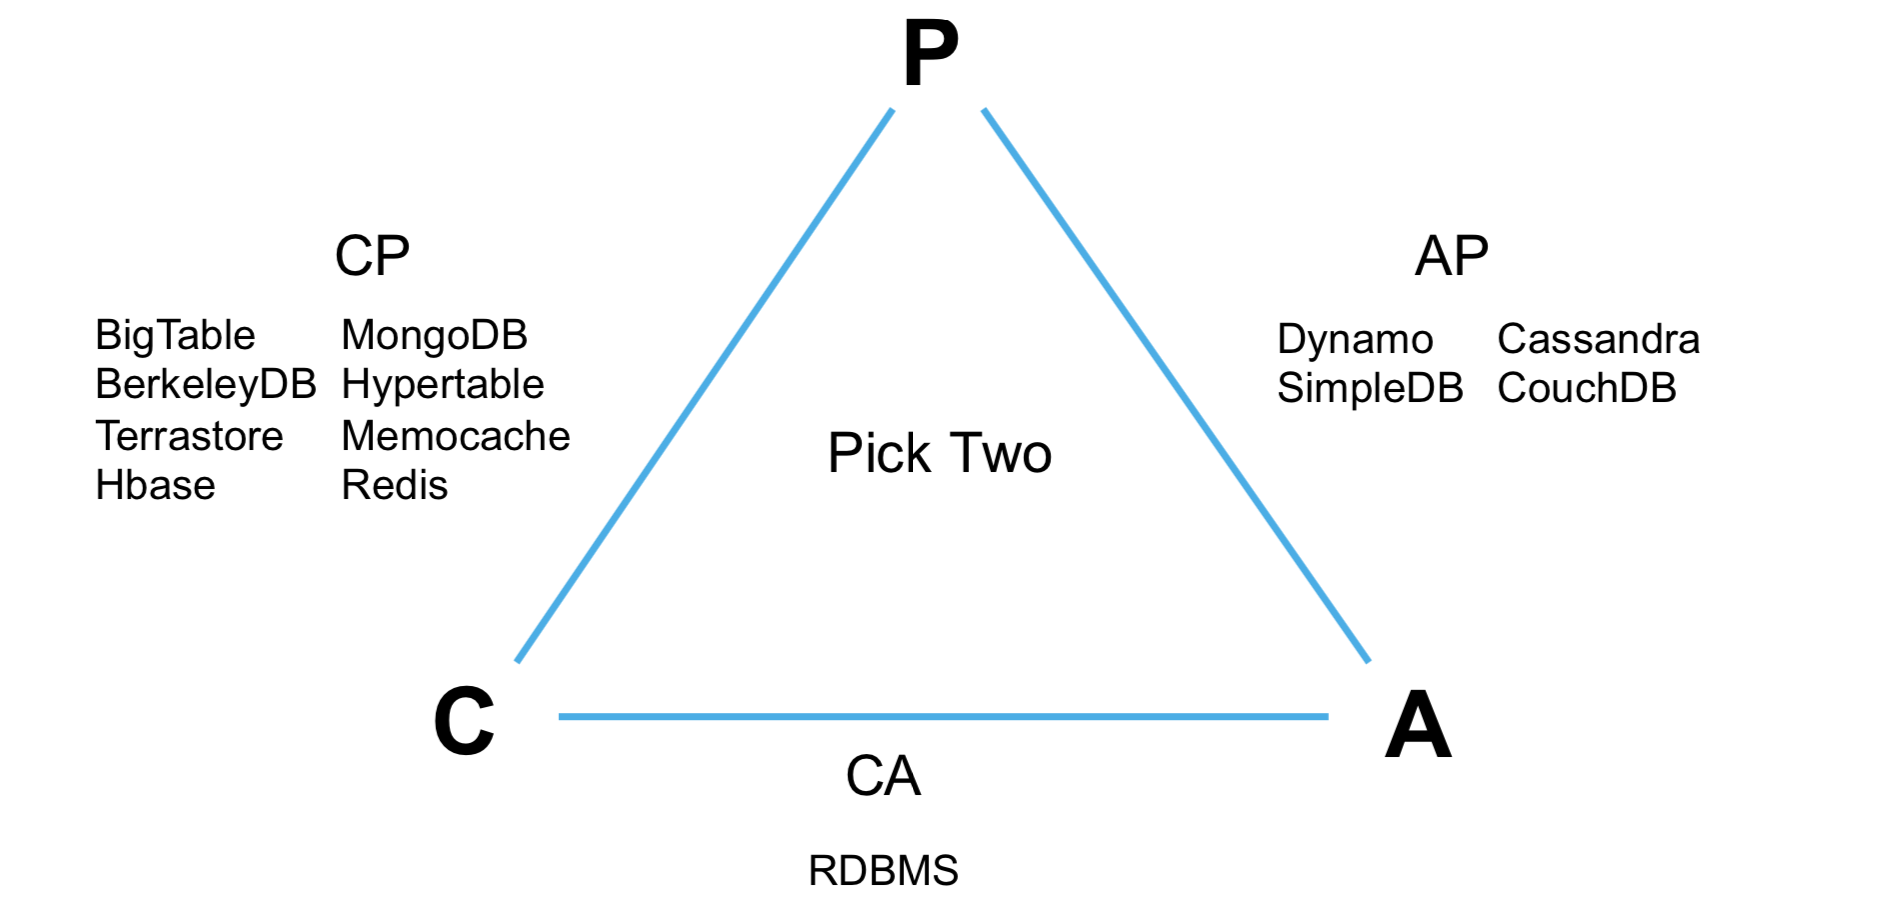 P
CP
BigTable MongoDB
BerkeleyDB Hypertable
Terrastore Memocache
Hbase Redis
AP
Dynamo Cassandra
SimpleDB CouchDB
Pick Two
C
A
CA
RDBMS